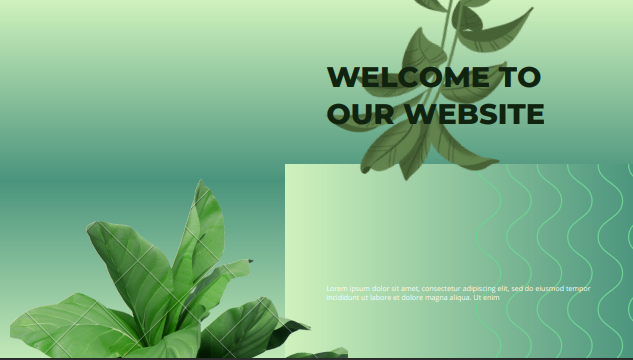 WELCOME TO
OUR WEBSITE
Lorem ipsum dolor sit amet, consectetur adipiscing elit, sed do eiusmod tempor
incididunt ut labore et dolore magna aliqua. Ut enim